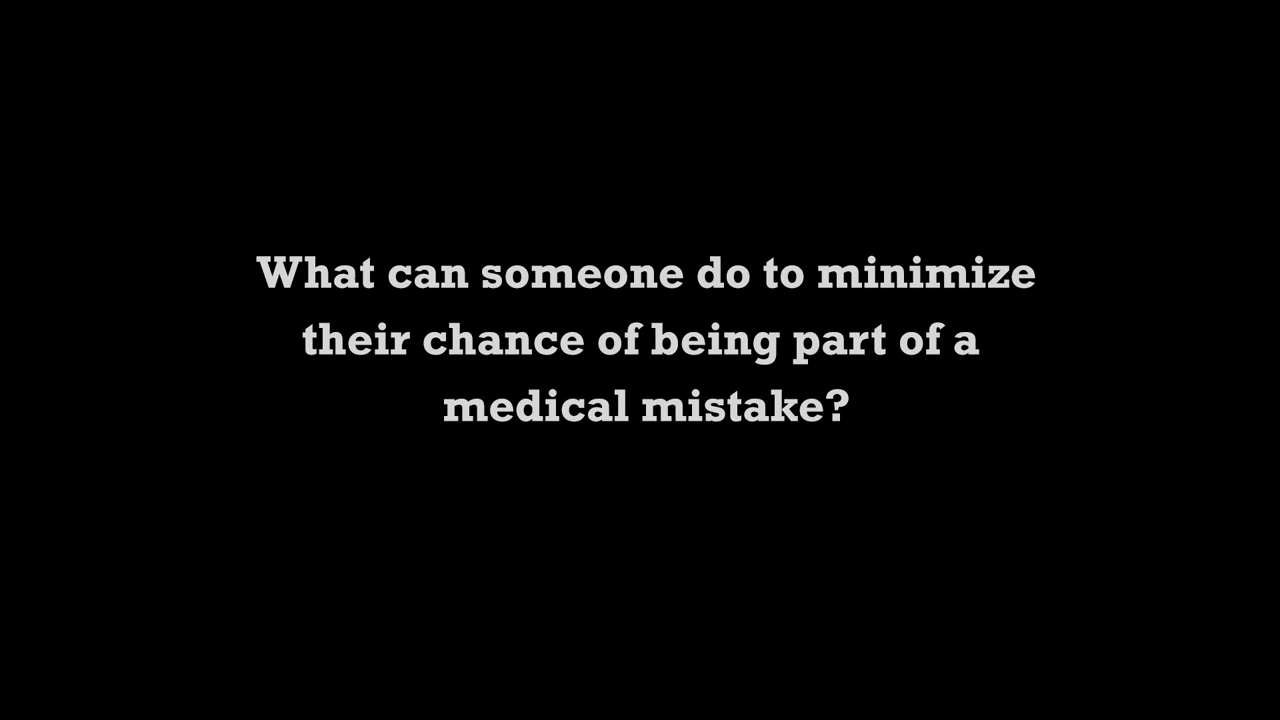 What can someone do to minimize
their chance of being part of a
medical mistake?